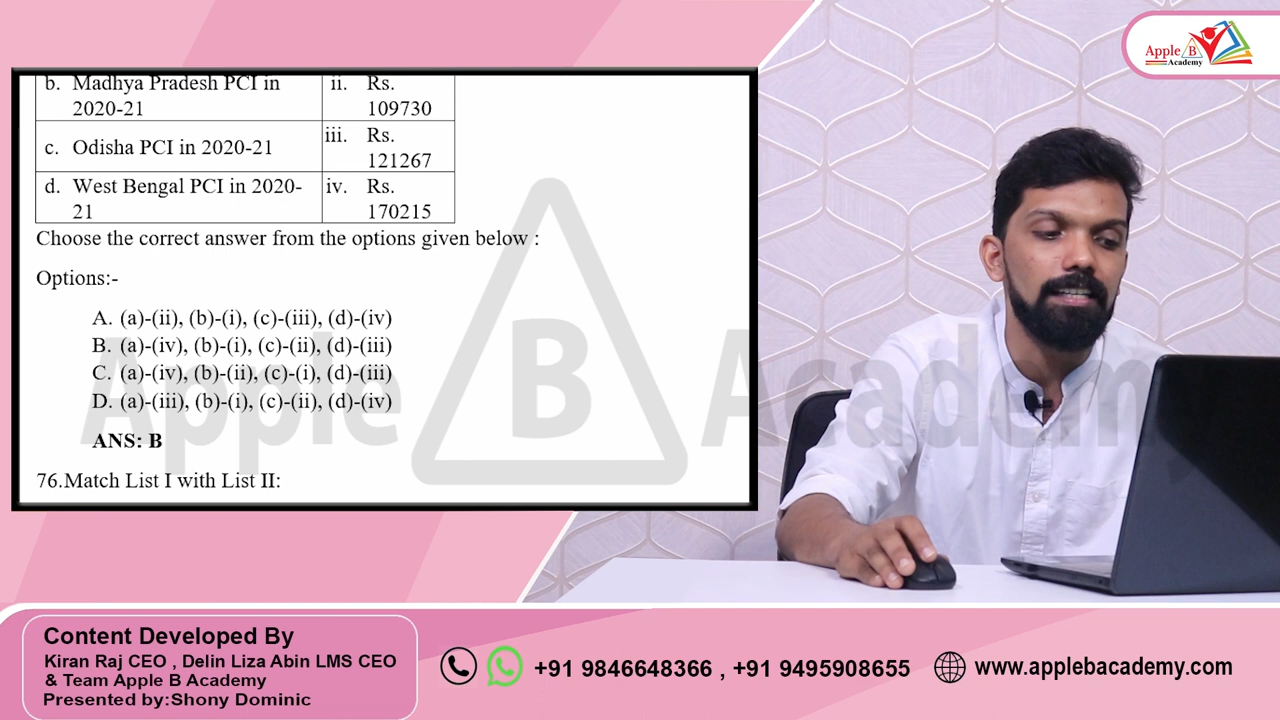 Apple B
Academy
b. Madhya Pradesh PCI in
2020-21
ii. Rs.
109730
c. Odisha PCI in 2020-21
iii. Rs.
121267
d. West Bengal PCI in 2020-
21
iv. Rs.
170215
Choose the correct answer from the options given below :
Options:-
A. (a)-(ii), (b)-(i), (c)-(iii), (d)-(iv)
B. (a)-(iv), (b)-(i), (c)-(ii), (d)-(iii)
C. (a)-(iv), (b)-(ii), (c)-(i), (d)-(iii)
D. (a)-(iii), (b)-(i), (c)-(ii), (d)-(iv)
ANS: B
76.Match List I with List II:
Apple B Academy
Content Developed By
Kiran Raj CEO , Delin Liza Abin LMS CEO
& Team Apple B Academy
Presented by:Shony Dominic
+91 9846648366 , +91 9495908655
www.applebacademy.com